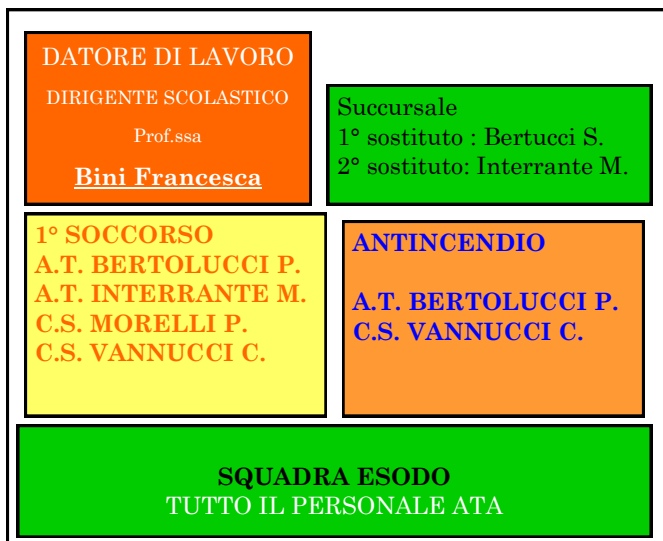 DATORE DI LAVORO
DIRIGENTE SCOLASTICO
Prof.ssa
Bini Francesca
Succursale
1° sostituto : Bertucci S.
2° sostituto: Interrante M.
1° SOCCORSO
A.T. BERTOLUCCI P.
A.T. INTERRANTE M.
C.S. MORELLI P.
C.S. VANNUCCI C.
ANTINCENDIO
A.T. BERTOLUCCI P.
C.S. VANNUCCI C.
SQUADRA ESODO
TUTTO IL PERSONALE ATA